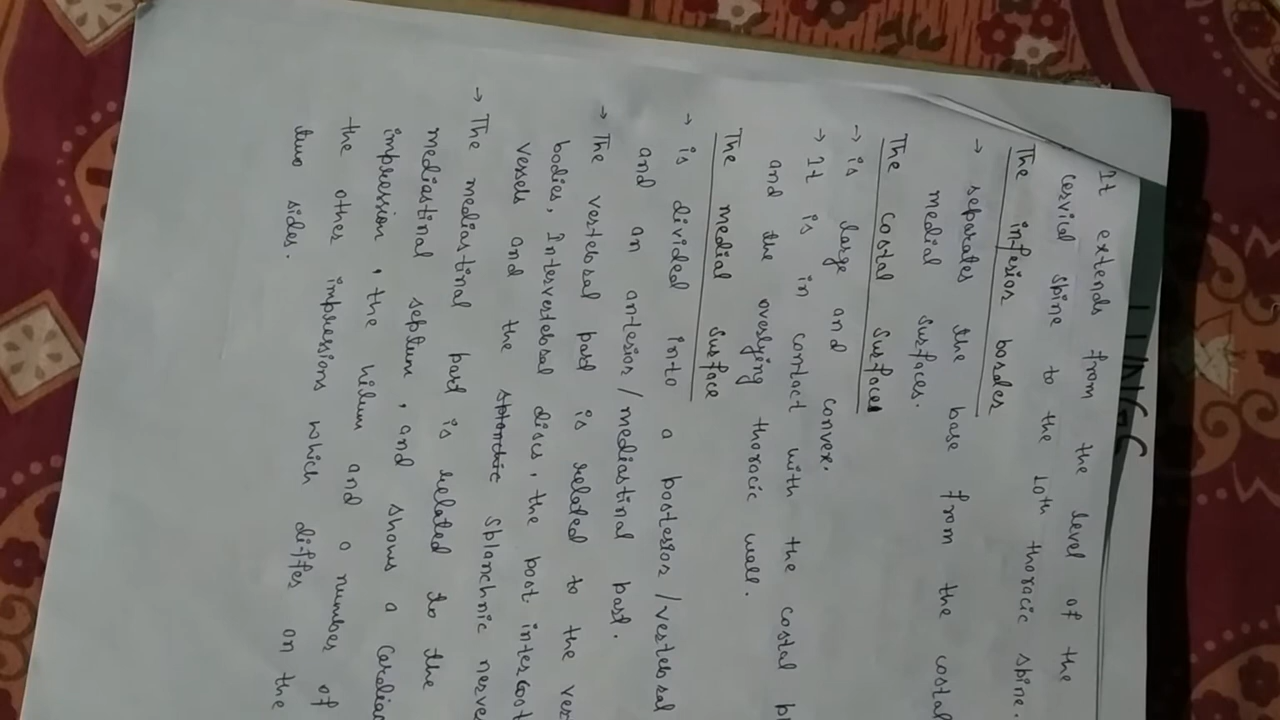 LUNGS
It extends from the level of the
cervicl spine to the 10th thoracic spine.
The inferior border
→ separates the base from the costal
medial surfaces.
The costal surfaces
→ is large and convex.
→ It is in contact with the costal pl
and the overlying thoracic wall.
The medial surface
→ is divided into a posterior/vertebral
and an anterior/mediastinal part.
→ The vertebral part is related to the ver
bodies, Intervertebral discs, the post. intercost
vessels and the splanchnic nerve
→ The mediastinal part is related to the
mediastinal septum, and shows a Cardiac
impression, the hilum and a number of
the other impressions which differ on the
two sides.